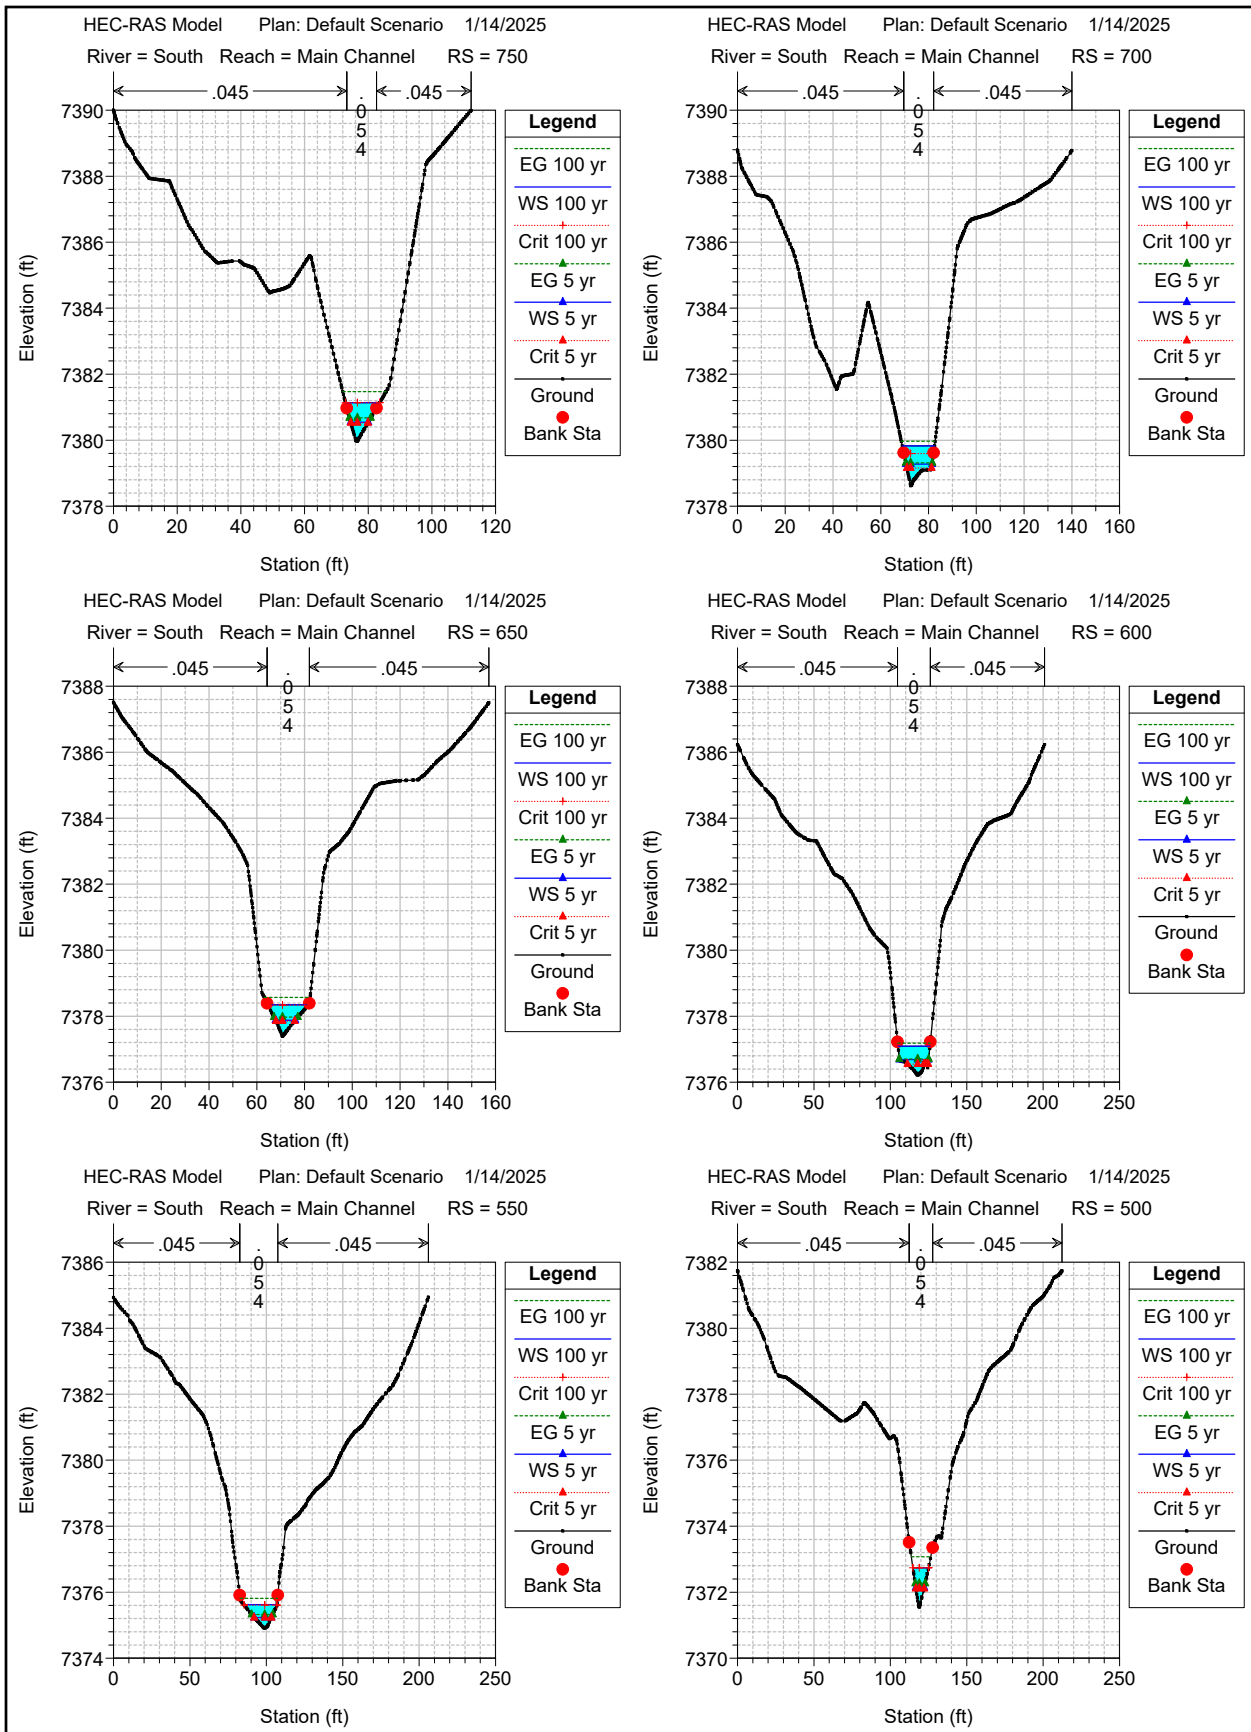 HEC-RAS Model Plan: Default Scenario 1/14/2025
River = South Reach = Main Channel RS = 750
.045
.054
.045
7390
7388
7386
7384
7382
7380
7378
Elevation (ft)
0 20 40 60 80 100 120
Station (ft)
Legend
EG 100 yr
WS 100 yr
Crit 100 yr
EG 5 yr
WS 5 yr
Crit 5 yr
Ground
Bank Sta
HEC-RAS Model Plan: Default Scenario 1/14/2025
River = South Reach = Main Channel RS = 700
.045
.054
.045
7390
7388
7386
7384
7382
7380
7378
Elevation (ft)
0 20 40 60 80 100 120 140 160
Station (ft)
Legend
EG 100 yr
WS 100 yr
Crit 100 yr
EG 5 yr
WS 5 yr
Crit 5 yr
Ground
Bank Sta
HEC-RAS Model Plan: Default Scenario 1/14/2025
River = South Reach = Main Channel RS = 650
.045
.054
.045
7388
7386
7384
7382
7380
7378
7376
Elevation (ft)
0 20 40 60 80 100 120 140 160
Station (ft)
Legend
EG 100 yr
WS 100 yr
Crit 100 yr
EG 5 yr
WS 5 yr
Crit 5 yr
Ground
Bank Sta
HEC-RAS Model Plan: Default Scenario 1/14/2025
River = South Reach = Main Channel RS = 600
.045
.054
.045
7388
7386
7384
7382
7380
7378
7376
Elevation (ft)
0 50 100 150 200 250
Station (ft)
Legend
EG 100 yr
WS 100 yr
EG 5 yr
WS 5 yr
Crit 5 yr
Ground
Bank Sta
HEC-RAS Model Plan: Default Scenario 1/14/2025
River = South Reach = Main Channel RS = 550
.045
.054
.045
7386
7384
7382
7380
7378
7376
7374
Elevation (ft)
0 50 100 150 200 250
Station (ft)
Legend
EG 100 yr
WS 100 yr
Crit 100 yr
EG 5 yr
WS 5 yr
Crit 5 yr
Ground
Bank Sta
HEC-RAS Model Plan: Default Scenario 1/14/2025
River = South Reach = Main Channel RS = 500
.045
.054
.045
7382
7380
7378
7376
7374
7372
7370
Elevation (ft)
0 50 100 150 200 250
Station (ft)
Legend
EG 100 yr
WS 100 yr
Crit 100 yr
EG 5 yr
WS 5 yr
Crit 5 yr
Ground
Bank Sta